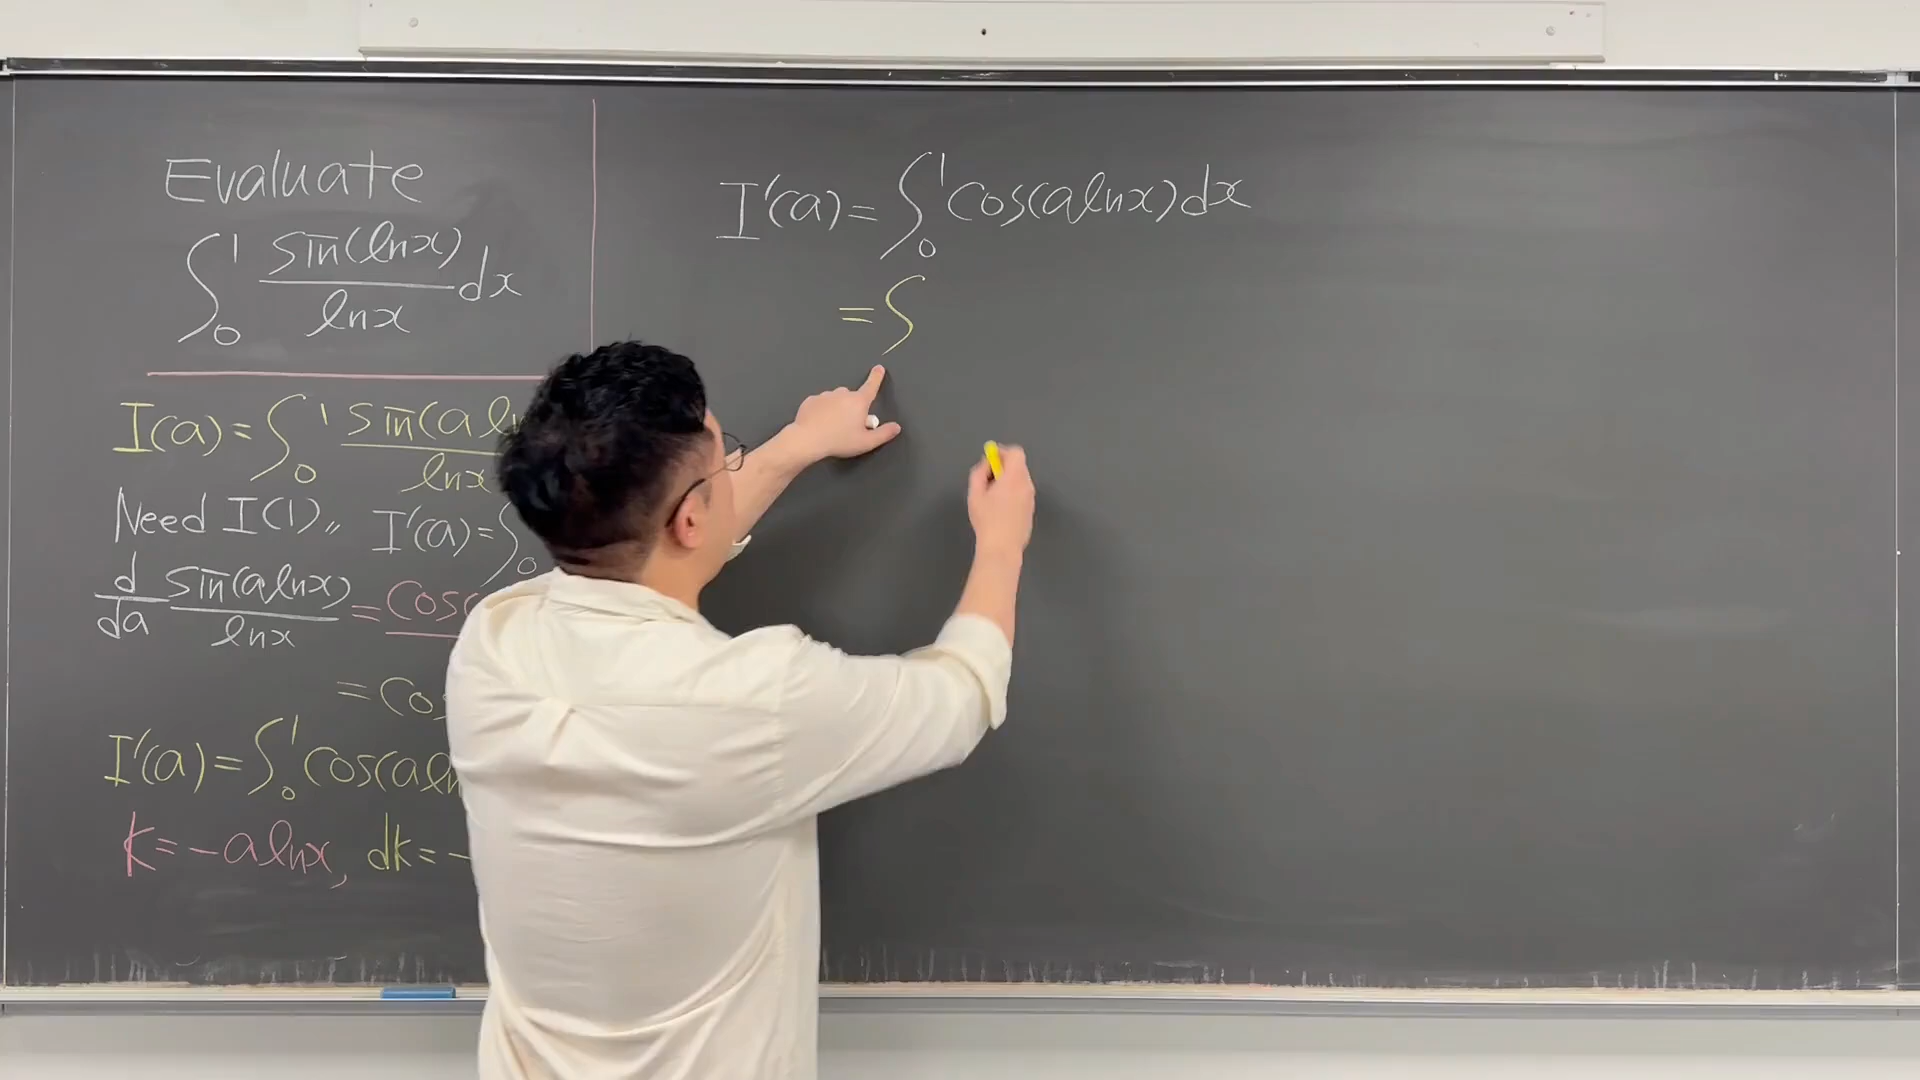 Evaluate
∫₀¹ sin(lnx)/lnx dx
I(a)=∫₀¹ sin(a ln
lnx
Need I(1),, I'(a)=∫₀
d/da sin(alnx)/lnx = cos(
= cos
I'(a)=∫₀¹ cos(aln
k=-alnx, dk=-
I'(a)=∫₀¹ cos(alnx)dx
=∫